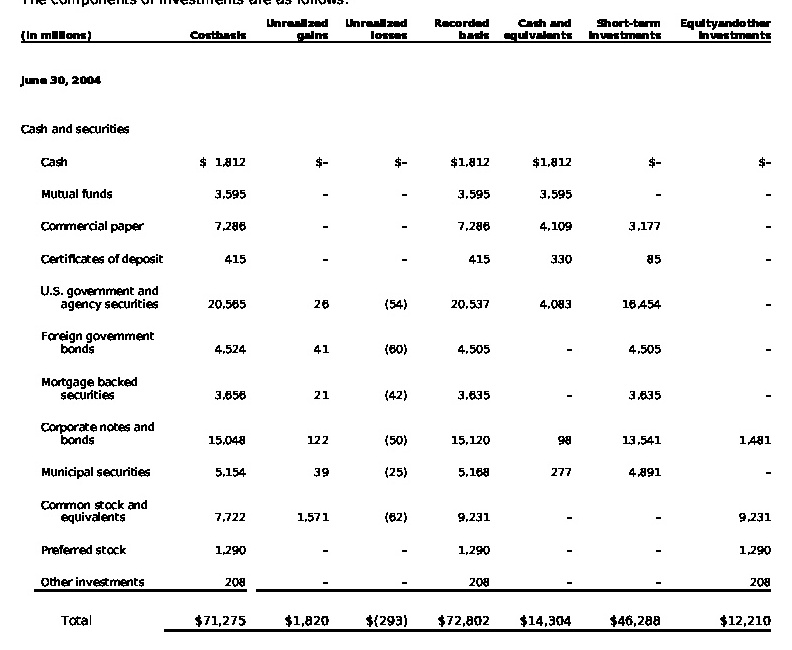 The components of investments are as follows:
(In millions) Costbasis Unrealized gains Unrealized losses Recorded basis Cash and equivalents Short-term investments Equityandother investments
June 30, 2004
Cash and securities
Cash $ 1,812 $– $– $1,812 $1,812 $– $–
Mutual funds 3,595 – – 3,595 3,595 – –
Commercial paper 7,286 – – 7,286 4,109 3,177 –
Certificates of deposit 415 – – 415 330 85 –
U.S. government and
agency securities 20,565 26 (54) 20,537 4,083 16,454 –
Foreign government
bonds 4,524 41 (60) 4,505 – 4,505 –
Mortgage backed
securities 3,656 21 (42) 3,635 – 3,635 –
Corporate notes and
bonds 15,048 122 (50) 15,120 98 13,541 1,481
Municipal securities 5,154 39 (25) 5,168 277 4,891 –
Common stock and
equivalents 7,722 1,571 (62) 9,231 – – 9,231
Preferred stock 1,290 – – 1,290 – – 1,290
Other investments 208 – – 208 – – 208
Total $71,275 $1,820 $(293) $72,802 $14,304 $46,288 $12,210